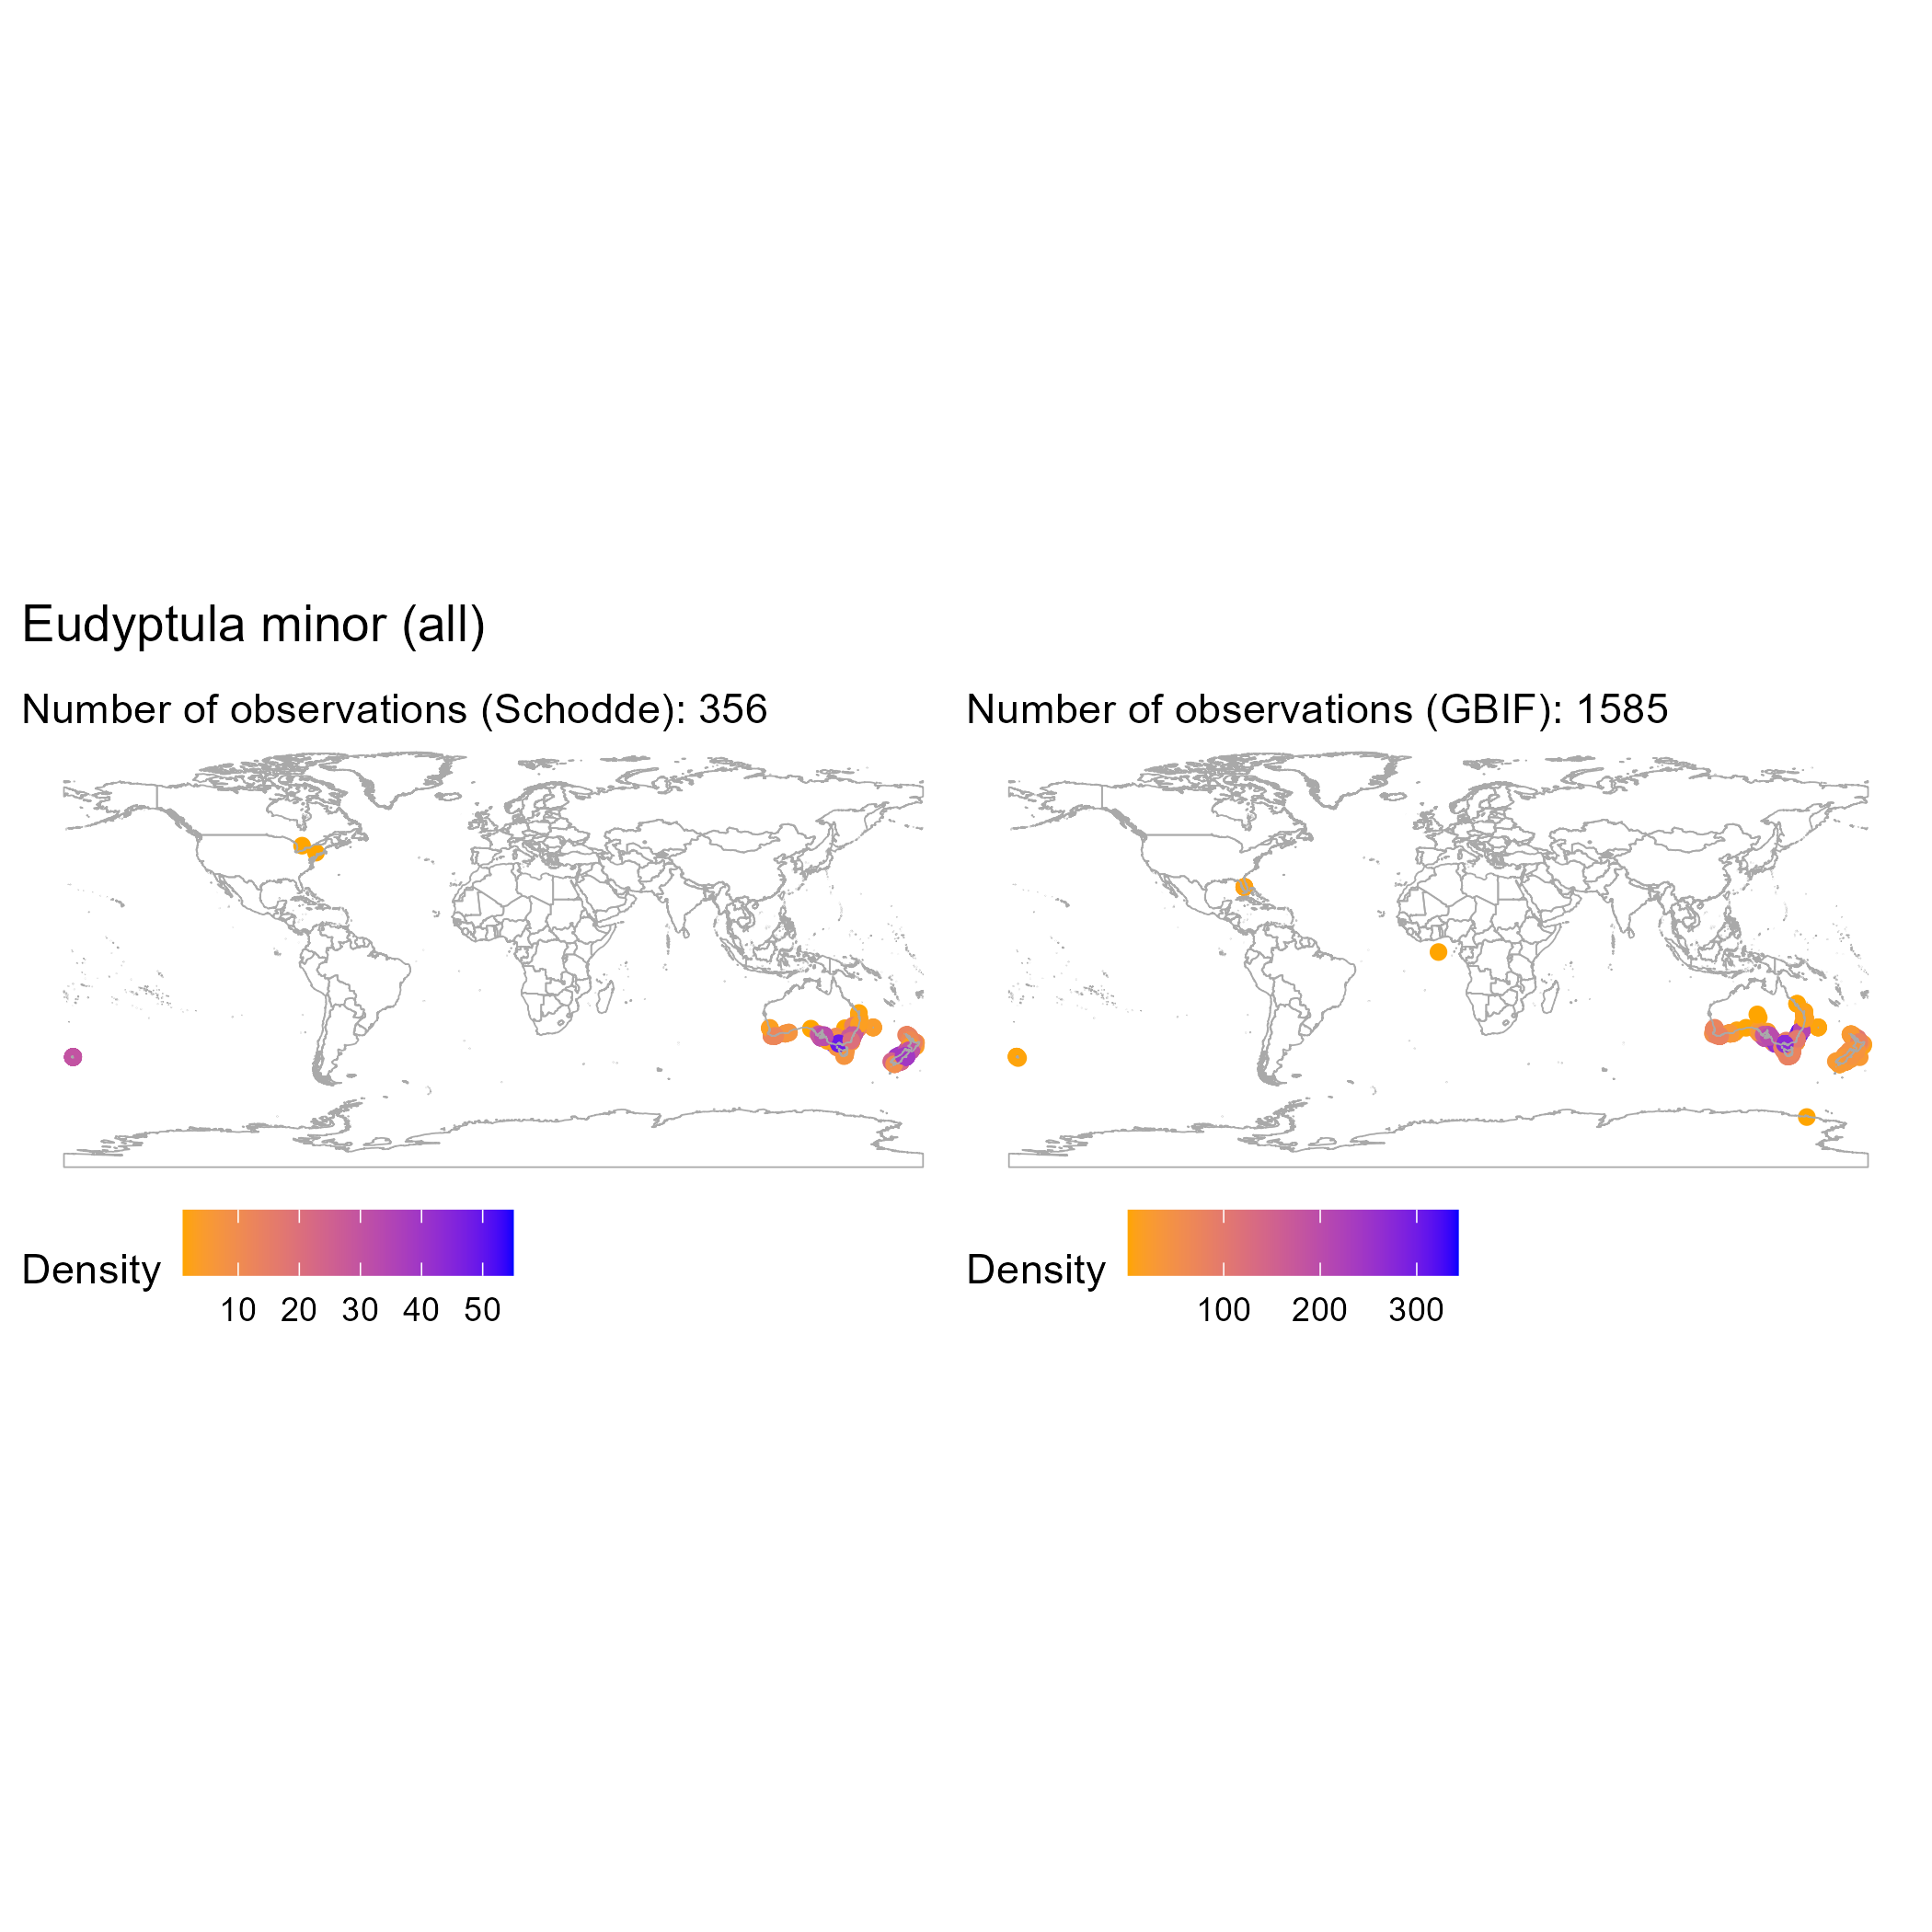 Eudyptula minor (all)
Number of observations (Schodde): 356
Number of observations (GBIF): 1585
Density
10 20 30 40 50
Density
100 200 300